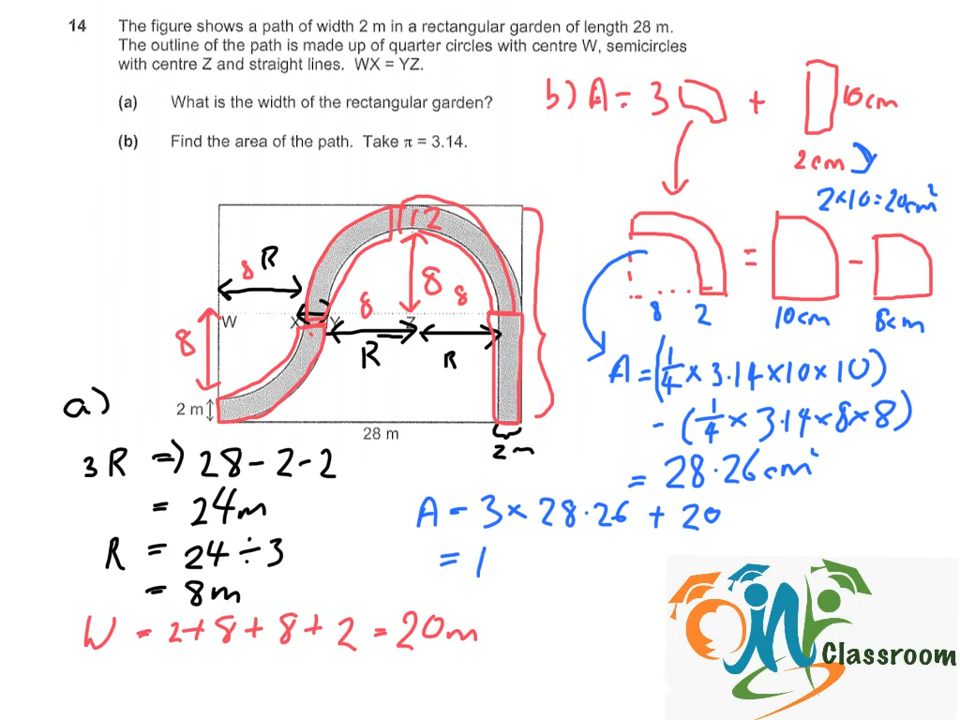 14 The figure shows a path of width 2 m in a rectangular garden of length 28 m.
The outline of the path is made up of quarter circles with centre W, semicircles
with centre Z and straight lines. WX = YZ.
(a) What is the width of the rectangular garden?
(b) Find the area of the path. Take π = 3.14.
b) A = 3 + 10cm
2cm
2×10=20cm²
2
8 R
8
8
8
W X Y Z
8
R R
2 m
28 m
2m
= -
8 2 10cm 8cm
A = (1/4 × 3.14 × 10 × 10)
- (1/4 × 3.14 × 8 × 8)
= 28.26cm²
A = 3 × 28.26 + 20
= 1
a)
3R => 28-2-2
= 24m
R = 24÷3
= 8m
W = 2+8+8+2 = 20m
Classroom